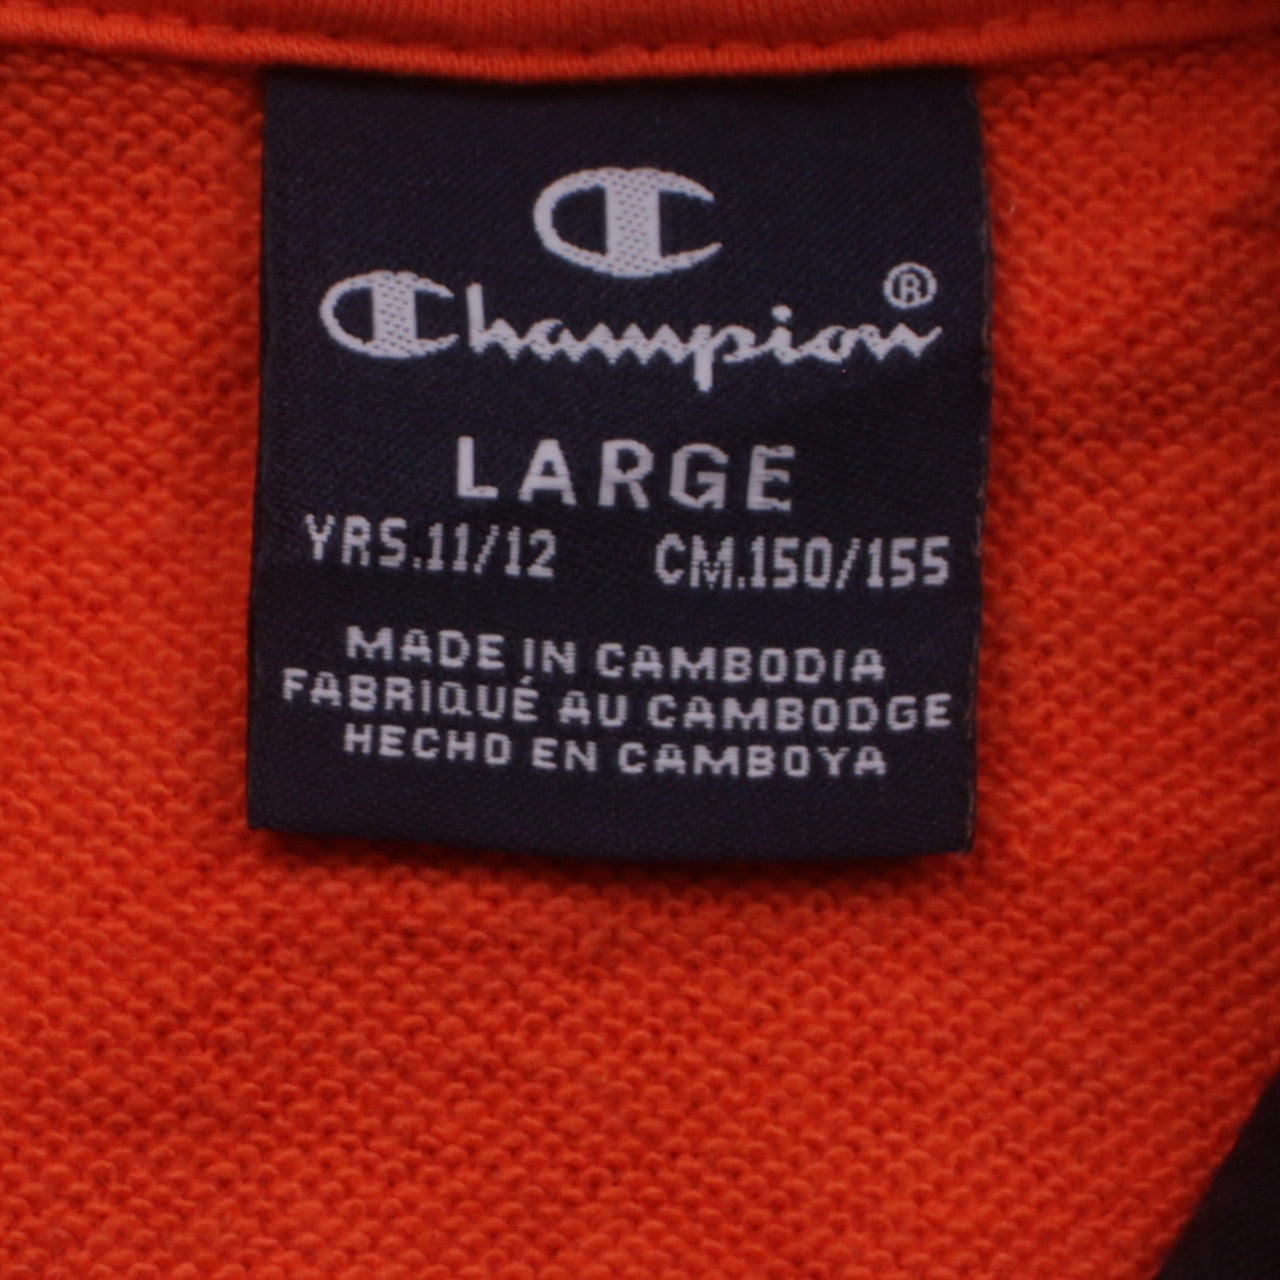 C
Champion®
LARGE
YRS.11/12 CM.150/155
MADE IN CAMBODIA
FABRIQUÉ AU CAMBODGE
HECHO EN CAMBOYA